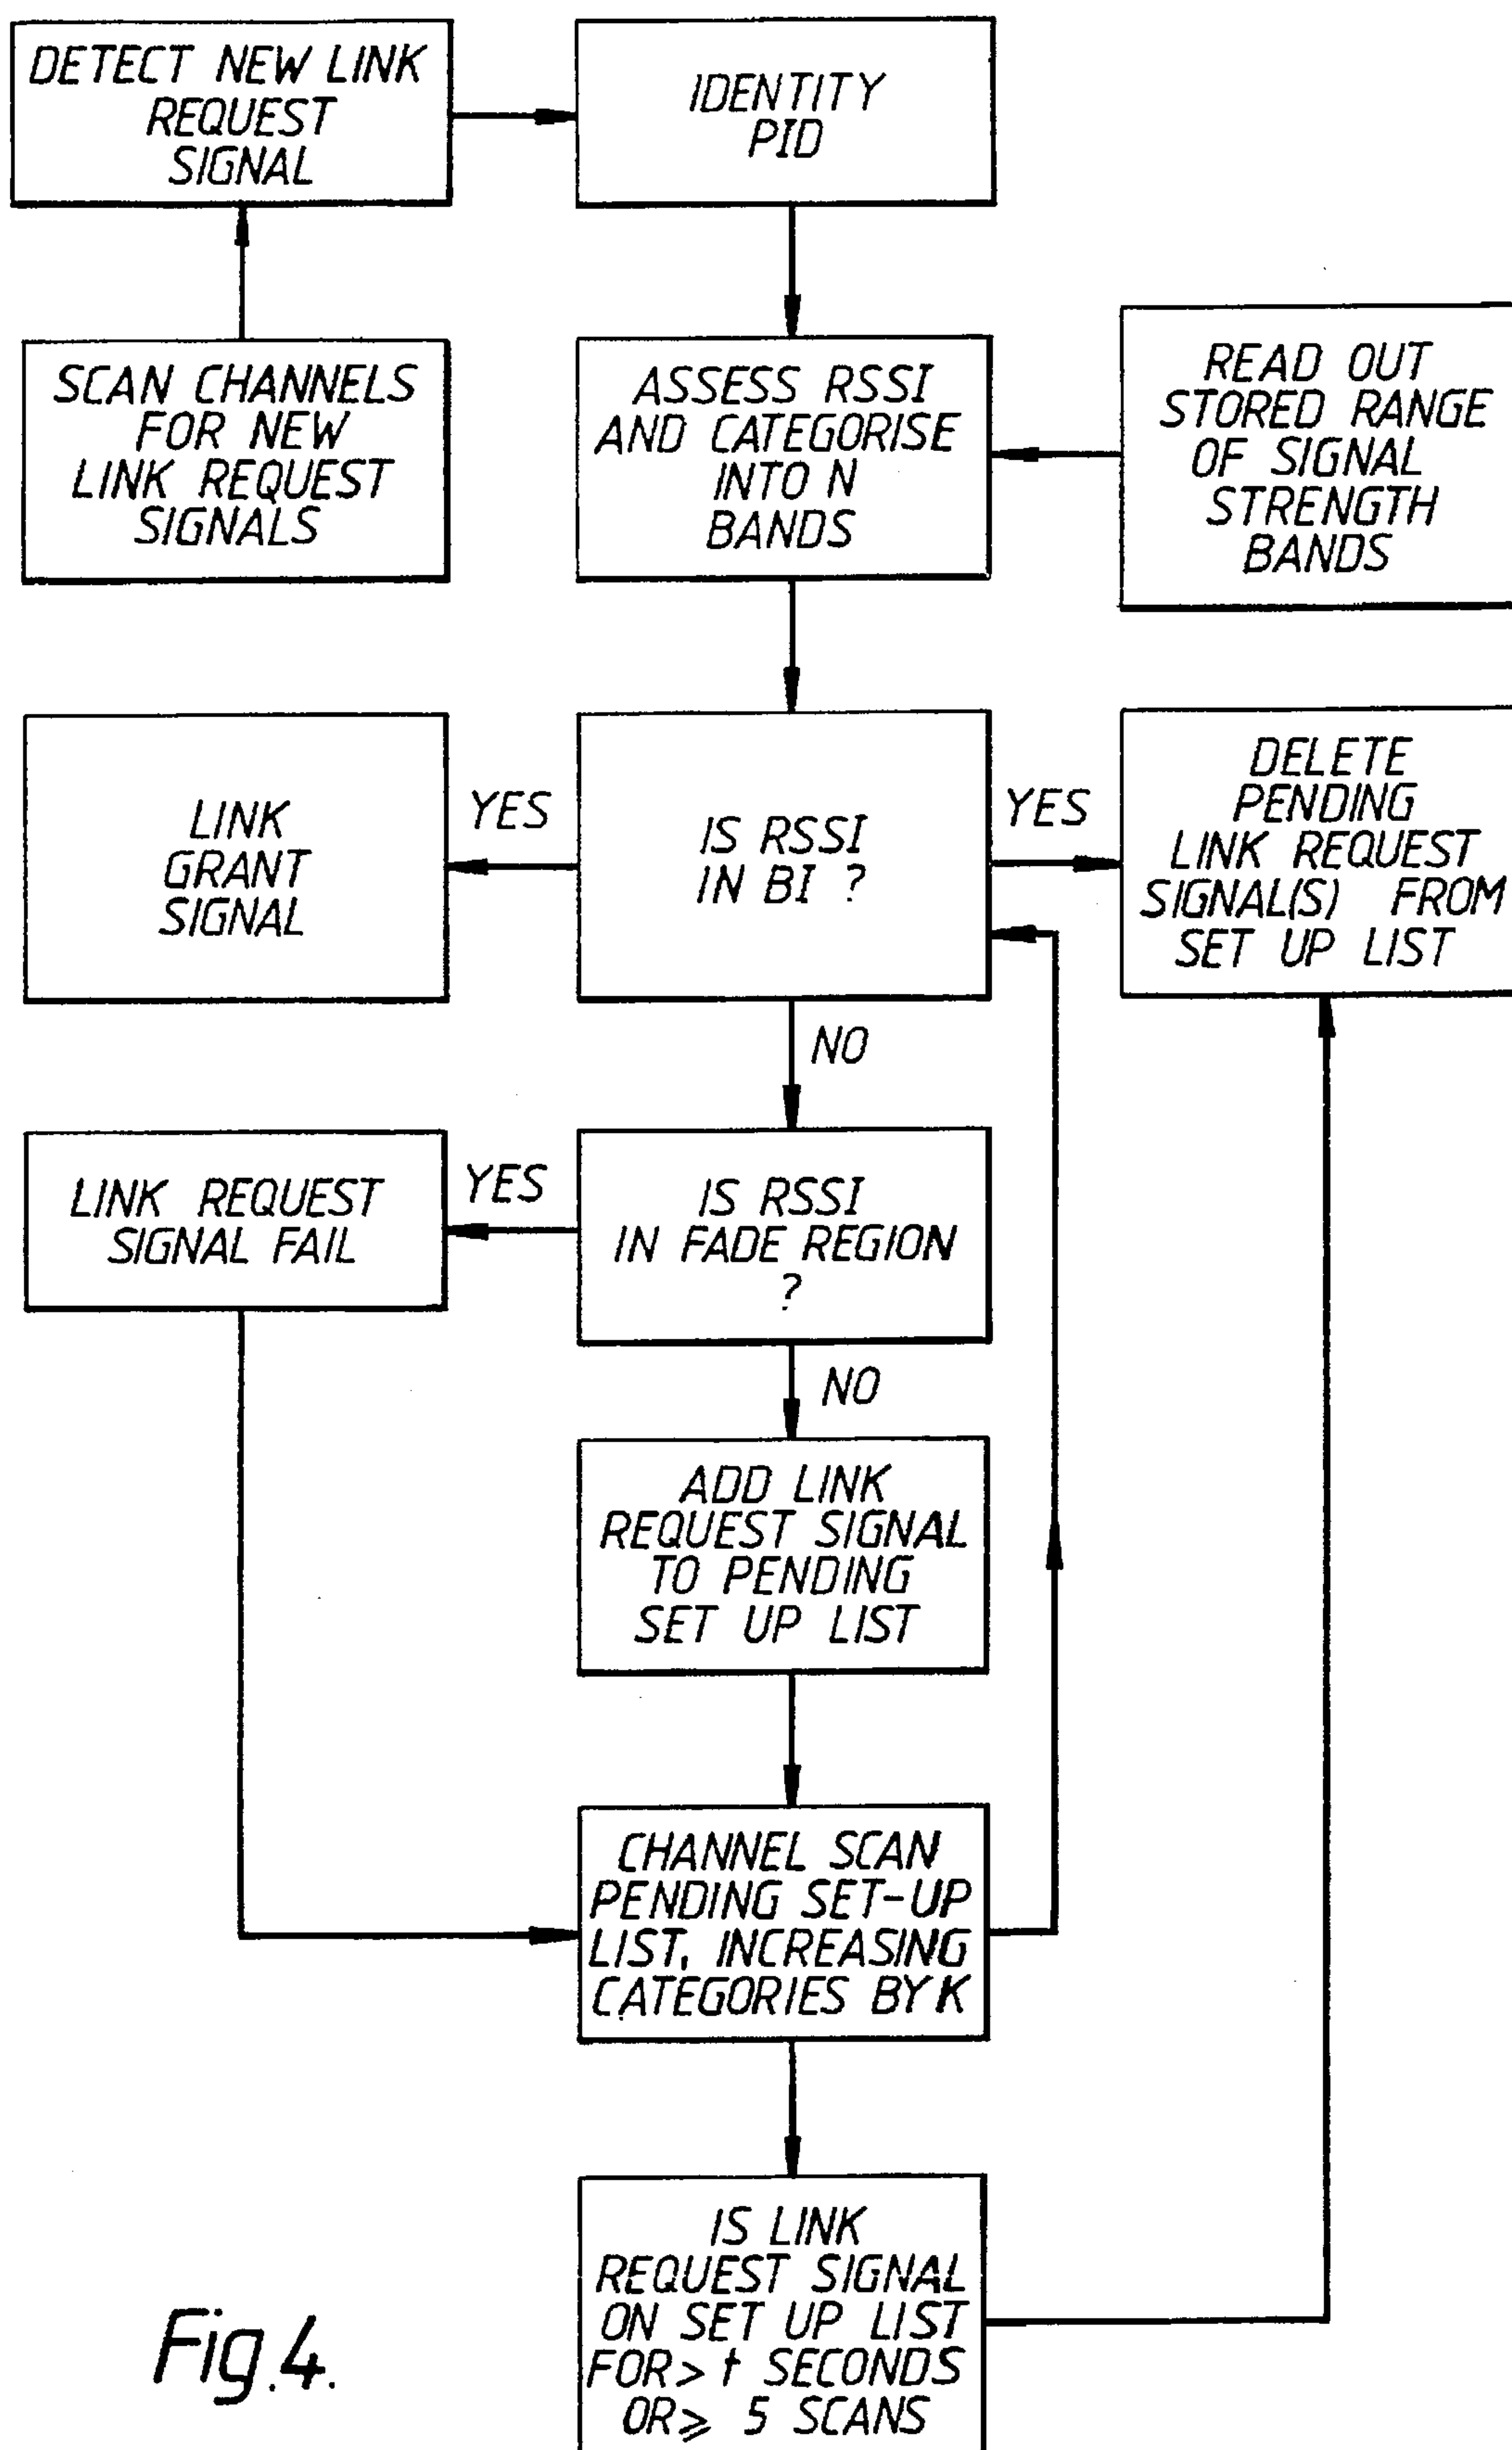 DETECT NEW LINK
REQUEST
SIGNAL
IDENTITY
PID
SCAN CHANNELS
FOR NEW
LINK REQUEST
SIGNALS
ASSESS RSSI
AND CATEGORISE
INTO N
BANDS
READ OUT
STORED RANGE
OF SIGNAL
STRENGTH
BANDS
LINK
GRANT
SIGNAL
YES
IS RSSI
IN BI ?
YES
DELETE
PENDING
LINK REQUEST
SIGNAL(S) FROM
SET UP LIST
NO
LINK REQUEST
SIGNAL FAIL
YES
IS RSSI
IN FADE REGION
?
NO
ADD LINK
REQUEST SIGNAL
TO PENDING
SET UP LIST
CHANNEL SCAN
PENDING SET-UP
LIST, INCREASING
CATEGORIES BY K
IS LINK
REQUEST SIGNAL
ON SET UP LIST
FOR > t SECONDS
OR ⩾ 5 SCANS
Fig.4.